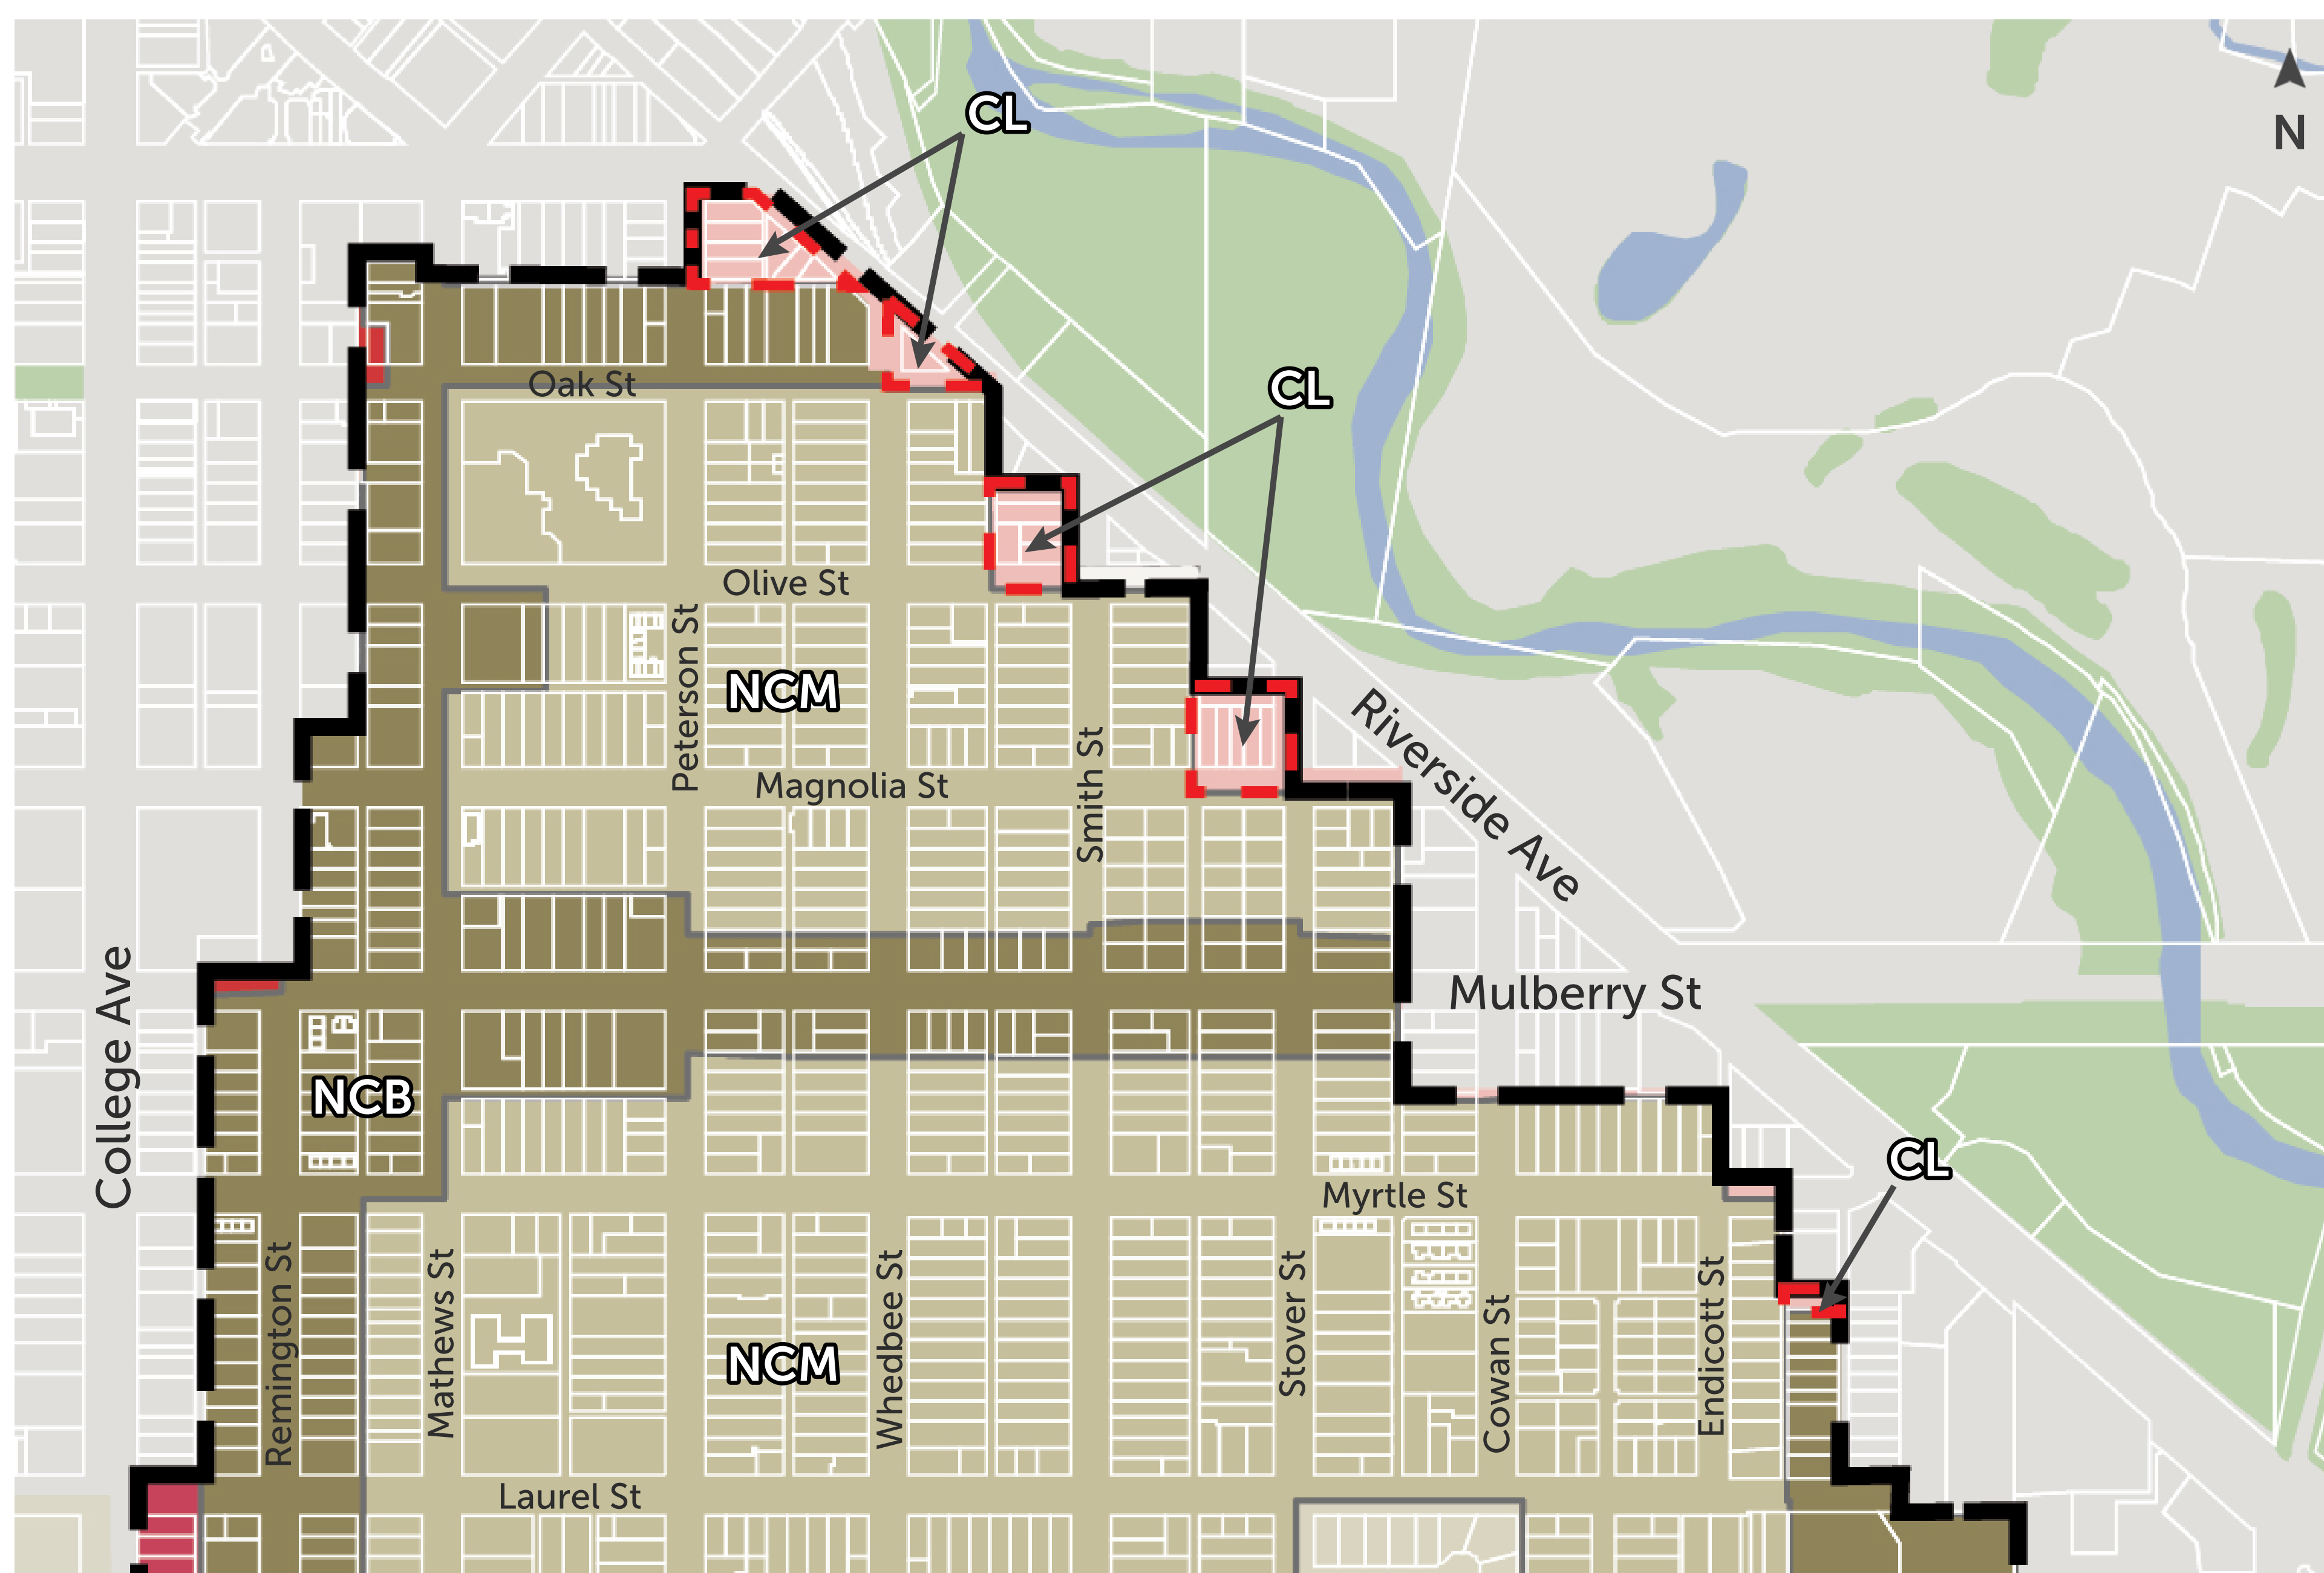 CL
N
CL
Oak St
Olive St
Peterson St
NCM
Riverside Ave
Smith St
Magnolia St
College Ave
Mulberry St
NCB
CL
Myrtle St
Remington St
Mathews St
Whedbee St
NCM
Stover St
Cowan St
Endicott St
Laurel St